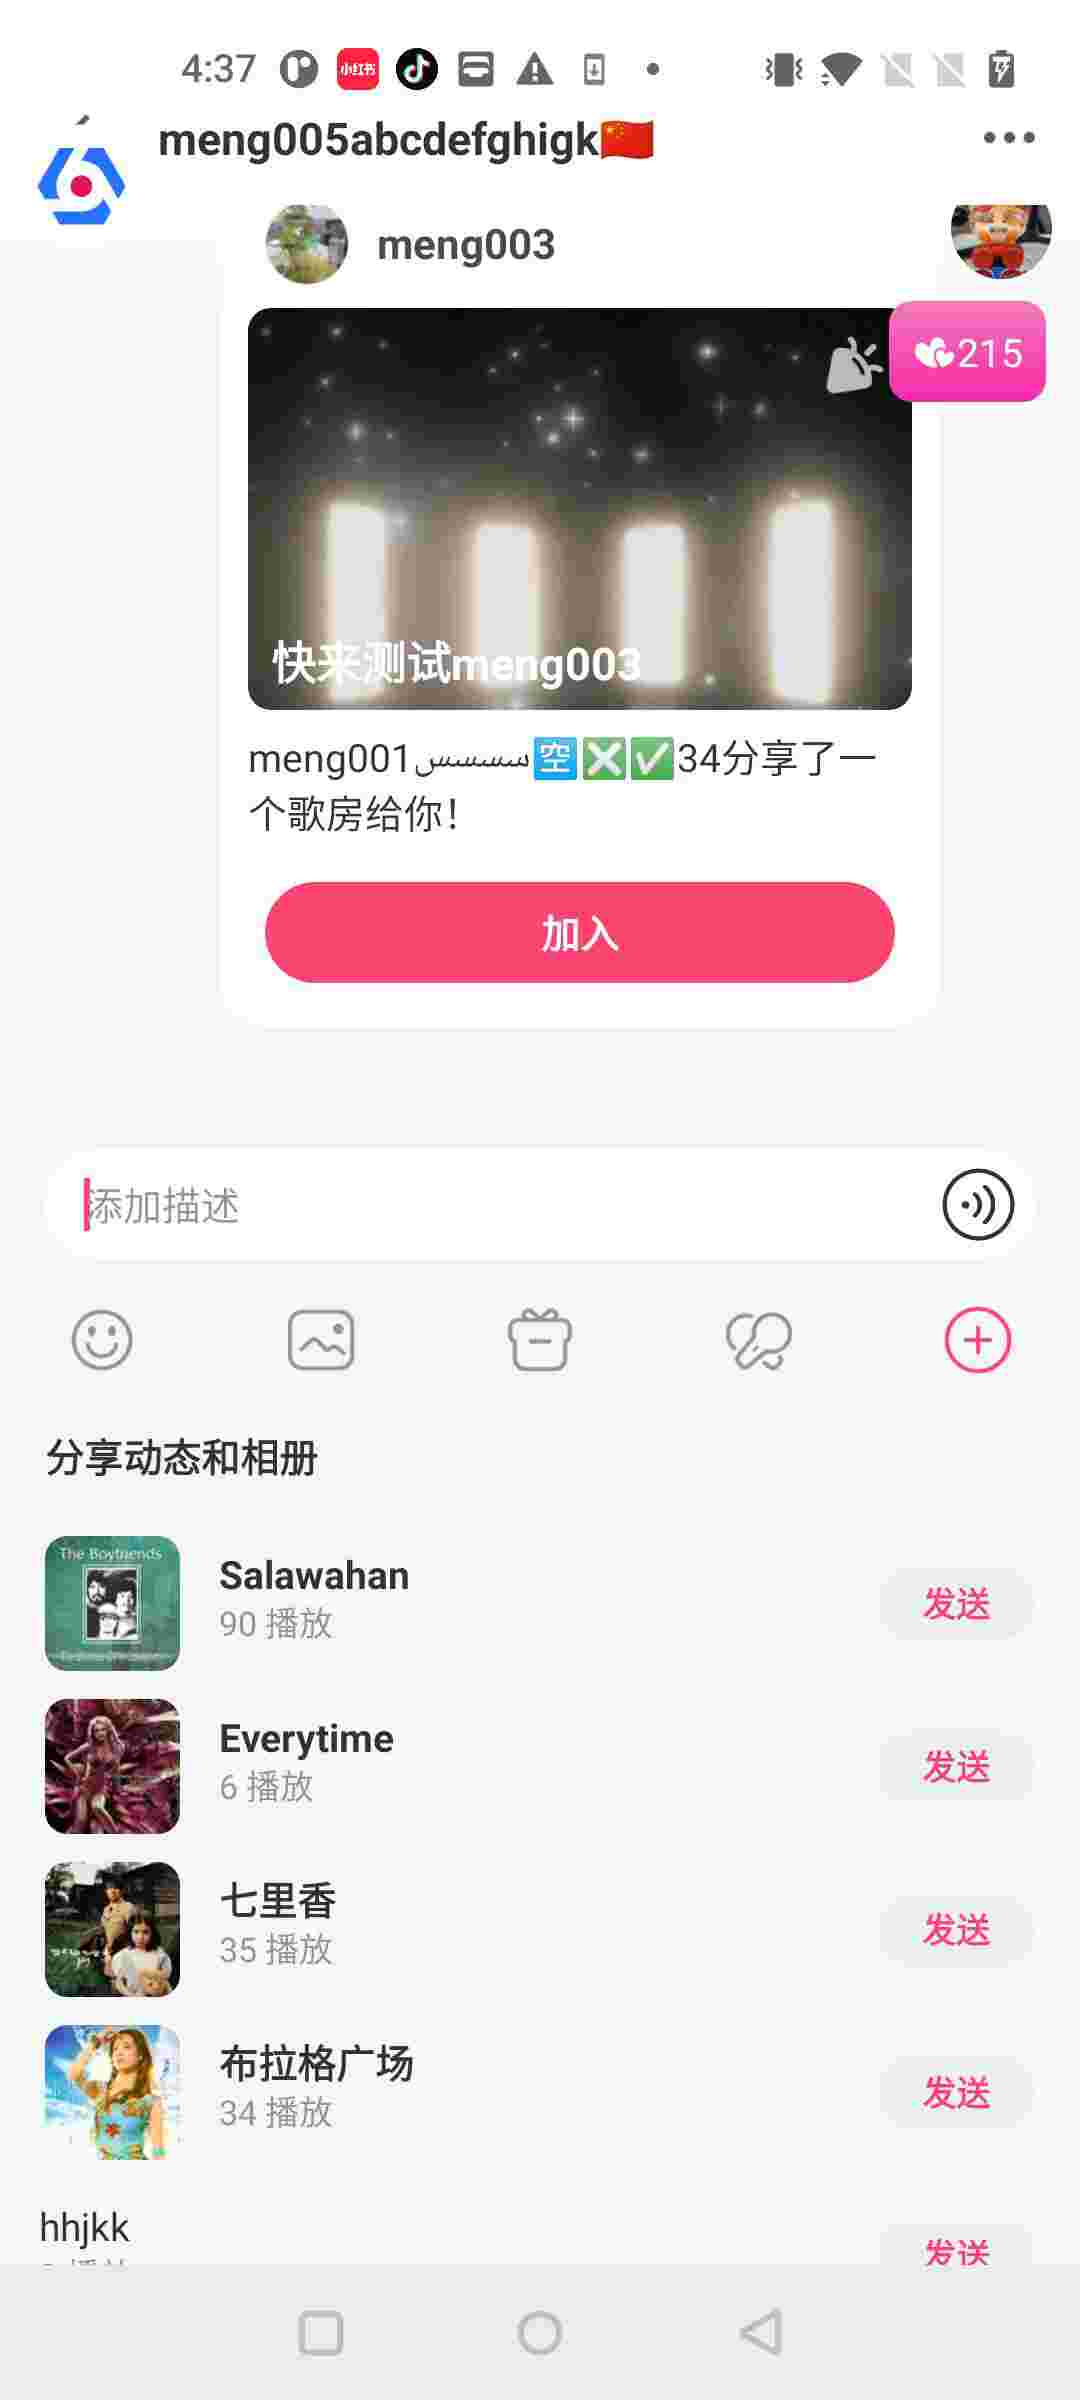 4:37
小红书
meng005abcdefghigk🇨🇳
meng003
215
快来测试meng003
meng001سسسس🈳❎✅34分享了一
个歌房给你!
加入
添加描述
分享动态和相册
The Boyfriends
Salawahan
90 播放
发送
Everytime
6 播放
发送
七里香
35 播放
发送
布拉格广场
34 播放
发送
hhjkk
发送